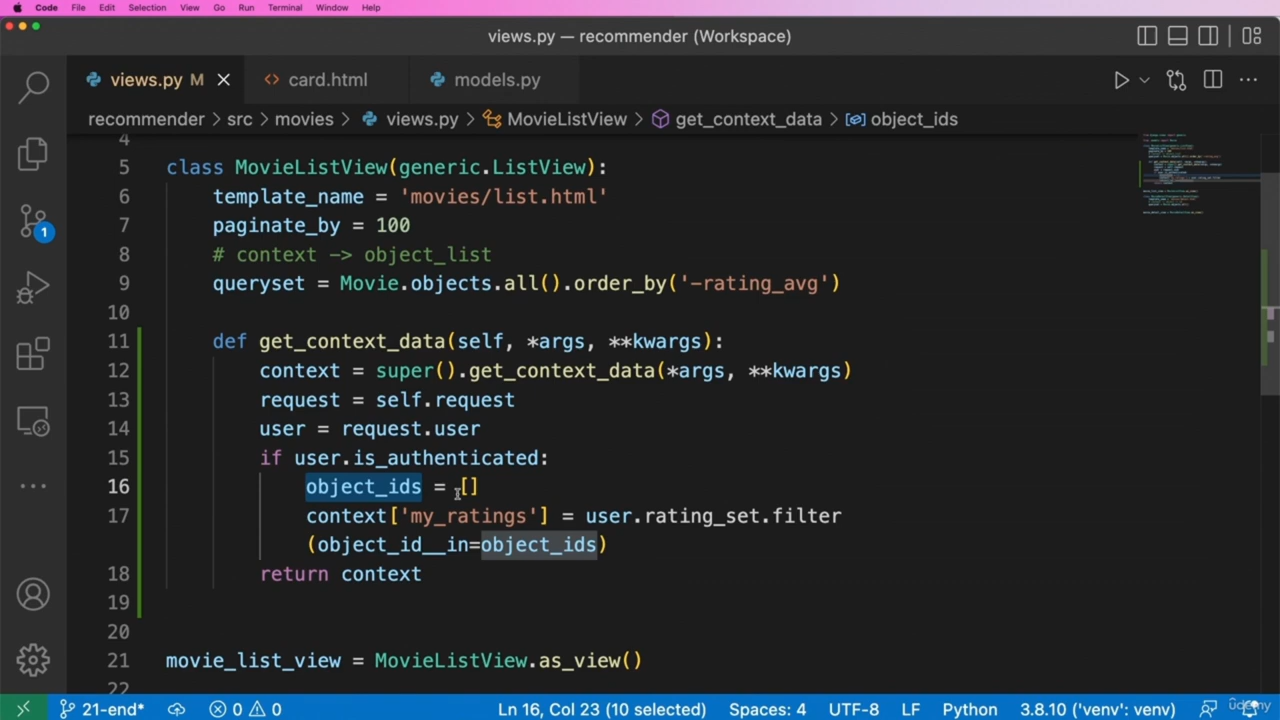 Code File Edit Selection View Go Run Terminal Window Help
views.py — recommender (Workspace)
views.py M card.html models.py
recommender > src > movies > views.py > MovieListView > get_context_data > object_ids
4
5 class MovieListView(generic.ListView):
6 template_name = 'movies/list.html'
7 paginate_by = 100
8 # context -> object_list
9 queryset = Movie.objects.all().order_by('-rating_avg')
10
11 def get_context_data(self, *args, **kwargs):
12 context = super().get_context_data(*args, **kwargs)
13 request = self.request
14 user = request.user
15 if user.is_authenticated:
16 object_ids = []
17 context['my_ratings'] = user.rating_set.filter
(object_id__in=object_ids)
18 return context
19
20
21 movie_list_view = MovieListView.as_view()
22
1
21-end* 0 0 Ln 16, Col 23 (10 selected) Spaces: 4 UTF-8 LF Python 3.8.10 ('venv': venv)
udemy